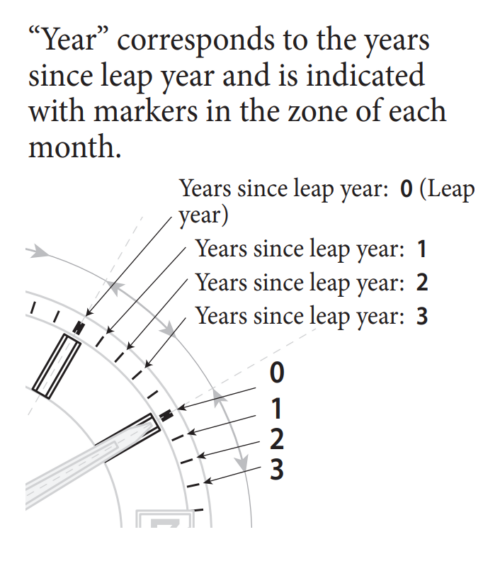 “Year” corresponds to the years
since leap year and is indicated
with markers in the zone of each
month.
Years since leap year: 0 (Leap
year)
Years since leap year: 1
Years since leap year: 2
Years since leap year: 3
0
1
2
3